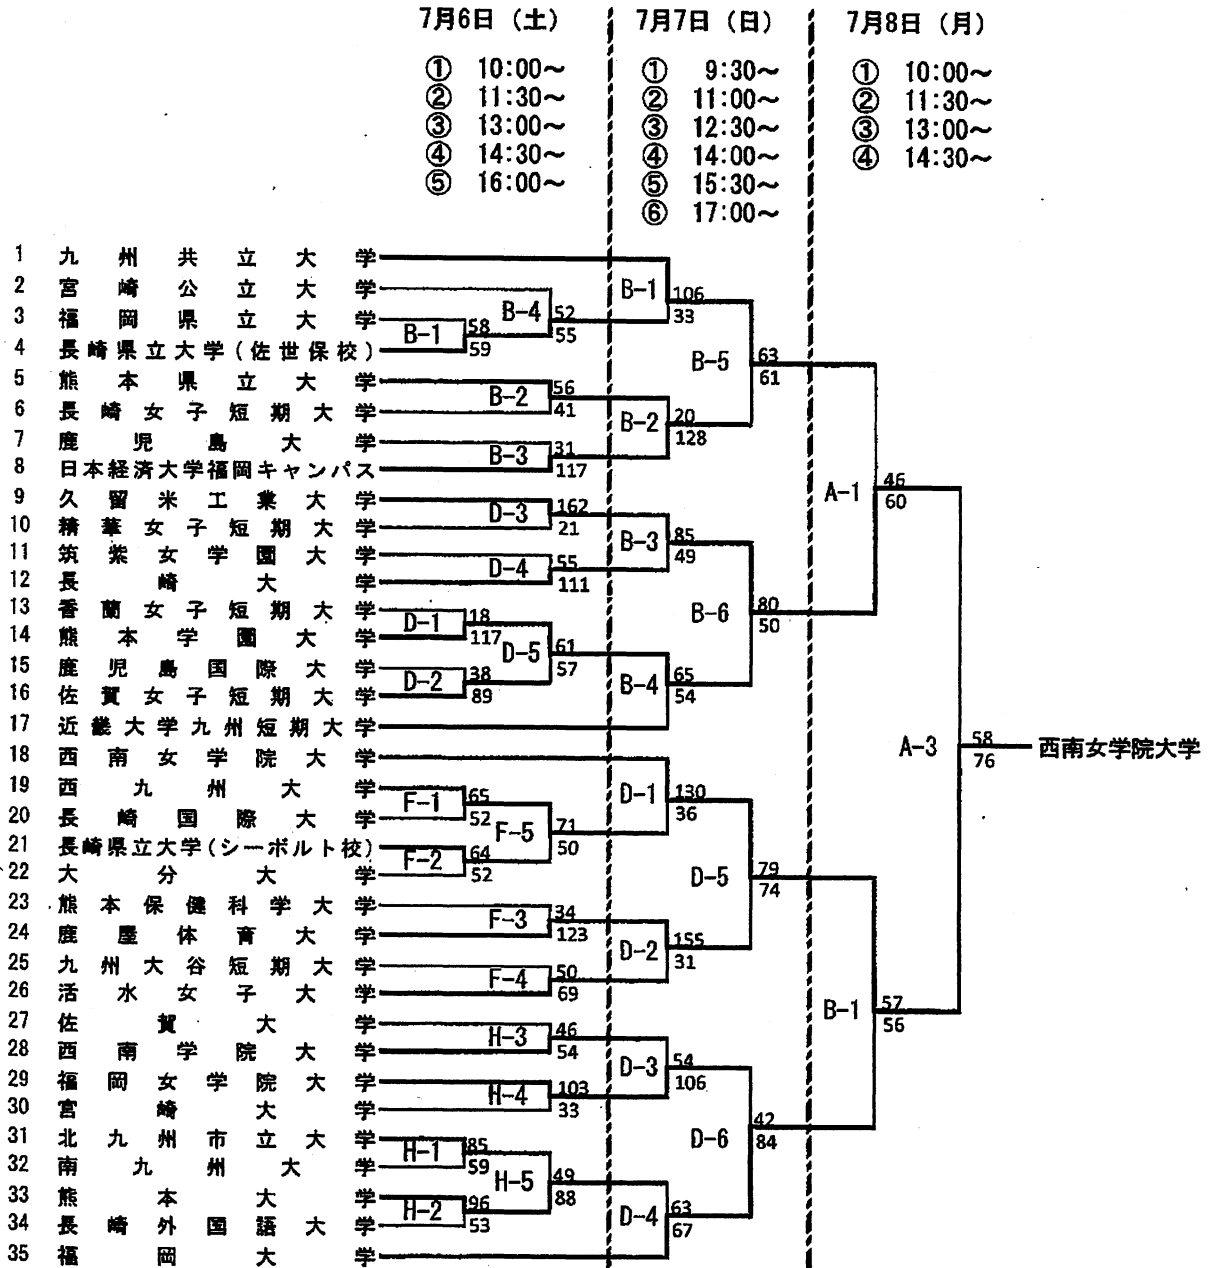 7月6日（土） 7月7日（日） 7月8日（月）
① 10:00～ ① 9:30～ ① 10:00～
② 11:30～ ② 11:00～ ② 11:30～
③ 13:00～ ③ 12:30～ ③ 13:00～
④ 14:30～ ④ 14:00～ ④ 14:30～
⑤ 16:00～ ⑤ 15:30～
⑥ 17:00～
1 九州共立大学
2 宮崎公立大学
3 福岡県立大学
4 長崎県立大学(佐世保校)
5 熊本県立大学
6 長崎女子短期大学
7 鹿児島大学
8 日本経済大学福岡キャンパス
9 久留米工業大学
10 精華女子短期大学
11 筑紫女学園大学
12 長崎大学
13 香蘭女子短期大学
14 熊本学園大学
15 鹿児島国際大学
16 佐賀女子短期大学
17 近畿大学九州短期大学
18 西南女学院大学
19 西九州大学
20 長崎国際大学
21 長崎県立大学(シーボルト校)
22 大分大学
23 熊本保健科学大学
24 鹿屋体育大学
25 九州大谷短期大学
26 活水女子大学
27 佐賀大学
28 西南学院大学
29 福岡女学院大学
30 宮崎大学
31 北九州市立大学
32 南九州大学
33 熊本大学
34 長崎外国語大学
35 福岡大学
B-1 58 59
D-1 18 117
D-2 38 89
F-1 65 52
F-2 64 52
H-1 85 59
H-2 96 53
B-4 52 55
B-2 56 41
B-3 31 117
D-3 162 21
D-4 55 111
D-5 61 57
F-5 71 50
F-3 34 123
F-4 50 69
H-3 46 54
H-4 103 33
H-5 49 88
B-1 106 33
B-2 20 128
B-3 85 49
B-4 65 54
D-1 130 36
D-2 155 31
D-3 54 106
D-4 63 67
B-5 63 61
B-6 80 50
D-5 79 74
D-6 42 84
A-1 46 60
B-1 57 56
A-3 58 76
西南女学院大学